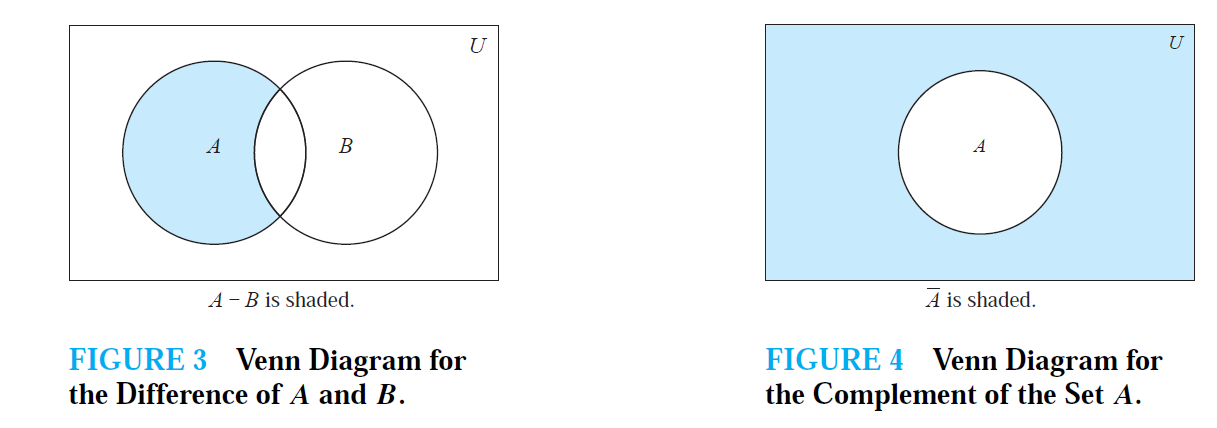 U
A
B
A − B is shaded.
FIGURE 3 Venn Diagram for
the Difference of A and B.
U
A
A̅ is shaded.
FIGURE 4 Venn Diagram for
the Complement of the Set A.